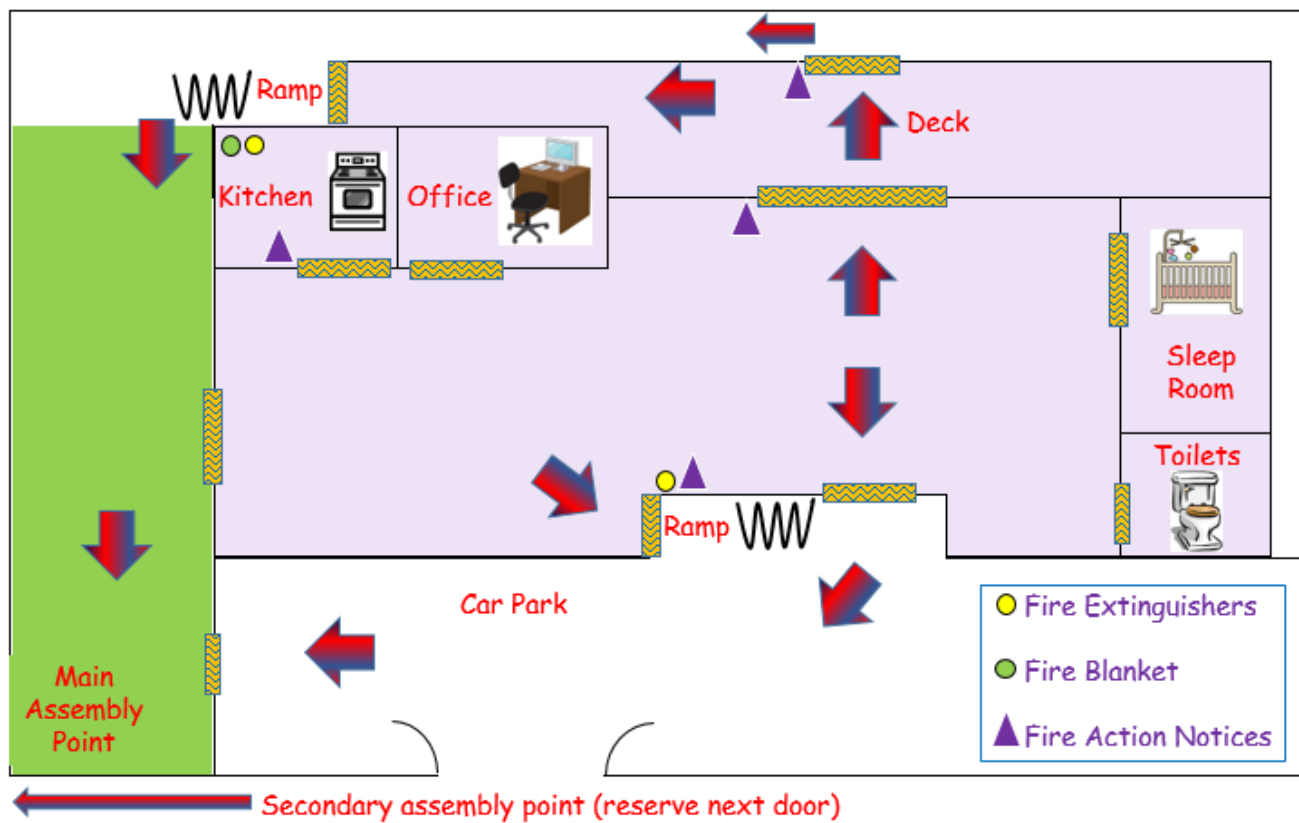 Ramp
Deck
Kitchen
Office
Sleep
Room
Toilets
Ramp
Car Park
Main
Assembly
Point
Fire Extinguishers
Fire Blanket
Fire Action Notices
Secondary assembly point (reserve next door)